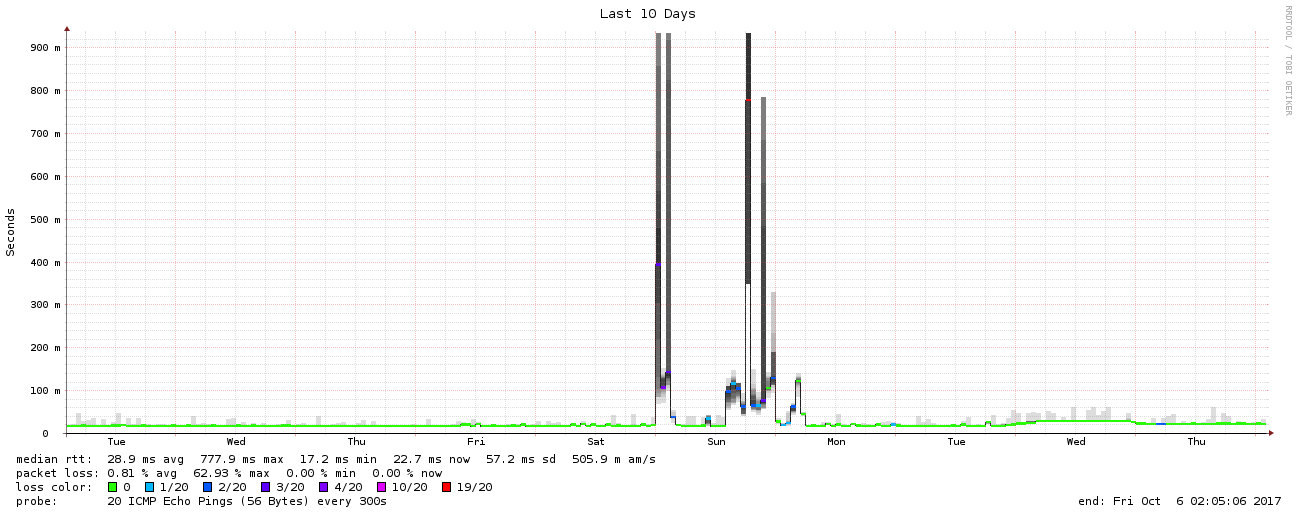 Last 10 Days
RRDTOOL / TOBI OETIKER
Seconds
900 m
800 m
700 m
600 m
500 m
400 m
300 m
200 m
100 m
0
Tue Wed Thu Fri Sat Sun Mon Tue Wed Thu
median rtt: 28.9 ms avg 777.9 ms max 17.2 ms min 22.7 ms now 57.2 ms sd 505.9 m am/s
packet loss: 0.81 % avg 62.93 % max 0.00 % min 0.00 % now
loss color: 0 1/20 2/20 3/20 4/20 10/20 19/20
probe: 20 ICMP Echo Pings (56 Bytes) every 300s end: Fri Oct 6 02:05:06 2017